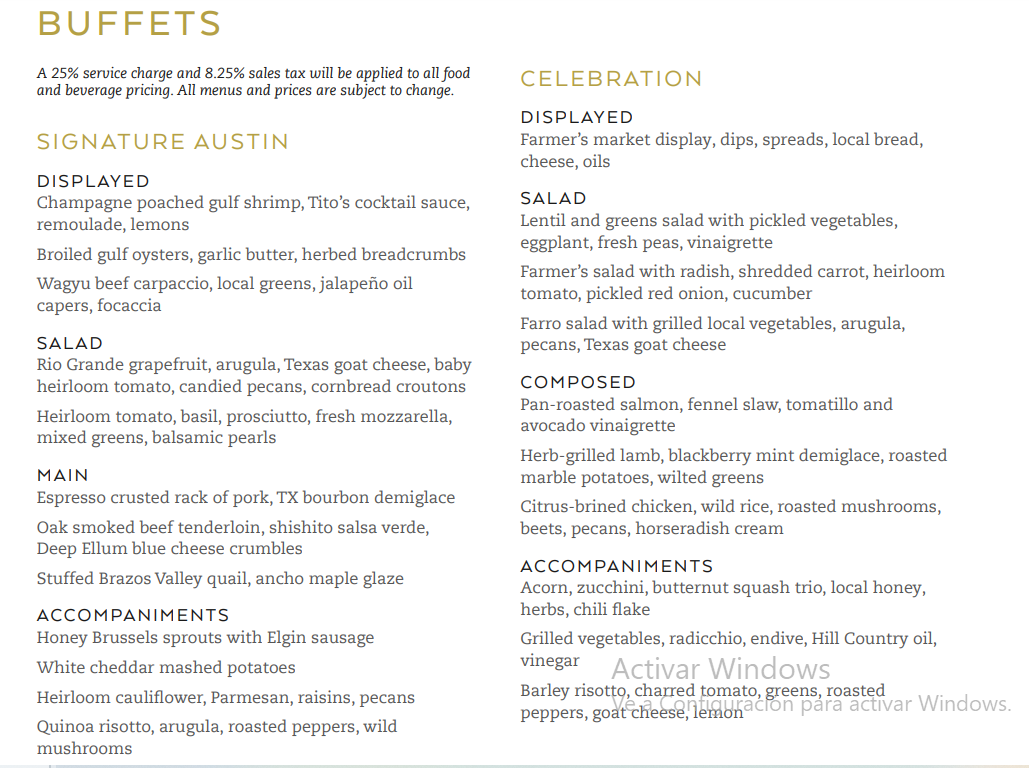 BUFFETS
A 25% service charge and 8.25% sales tax will be applied to all food
and beverage pricing. All menus and prices are subject to change.
SIGNATURE AUSTIN
DISPLAYED
Champagne poached gulf shrimp, Tito’s cocktail sauce,
remoulade, lemons
Broiled gulf oysters, garlic butter, herbed breadcrumbs
Wagyu beef carpaccio, local greens, jalapeño oil
capers, focaccia
SALAD
Rio Grande grapefruit, arugula, Texas goat cheese, baby
heirloom tomato, candied pecans, cornbread croutons
Heirloom tomato, basil, prosciutto, fresh mozzarella,
mixed greens, balsamic pearls
MAIN
Espresso crusted rack of pork, TX bourbon demiglace
Oak smoked beef tenderloin, shishito salsa verde,
Deep Ellum blue cheese crumbles
Stuffed Brazos Valley quail, ancho maple glaze
ACCOMPANIMENTS
Honey Brussels sprouts with Elgin sausage
White cheddar mashed potatoes
Heirloom cauliflower, Parmesan, raisins, pecans
Quinoa risotto, arugula, roasted peppers, wild
mushrooms
CELEBRATION
DISPLAYED
Farmer’s market display, dips, spreads, local bread,
cheese, oils
SALAD
Lentil and greens salad with pickled vegetables,
eggplant, fresh peas, vinaigrette
Farmer’s salad with radish, shredded carrot, heirloom
tomato, pickled red onion, cucumber
Farro salad with grilled local vegetables, arugula,
pecans, Texas goat cheese
COMPOSED
Pan-roasted salmon, fennel slaw, tomatillo and
avocado vinaigrette
Herb-grilled lamb, blackberry mint demiglace, roasted
marble potatoes, wilted greens
Citrus-brined chicken, wild rice, roasted mushrooms,
beets, pecans, horseradish cream
ACCOMPANIMENTS
Acorn, zucchini, butternut squash trio, local honey,
herbs, chili flake
Grilled vegetables, radicchio, endive, Hill Country oil,
vinegar
Barley risotto, charred tomato, greens, roasted
peppers, goat cheese, lemon
Activar Windows
Ve a Configuración para activar Windows.